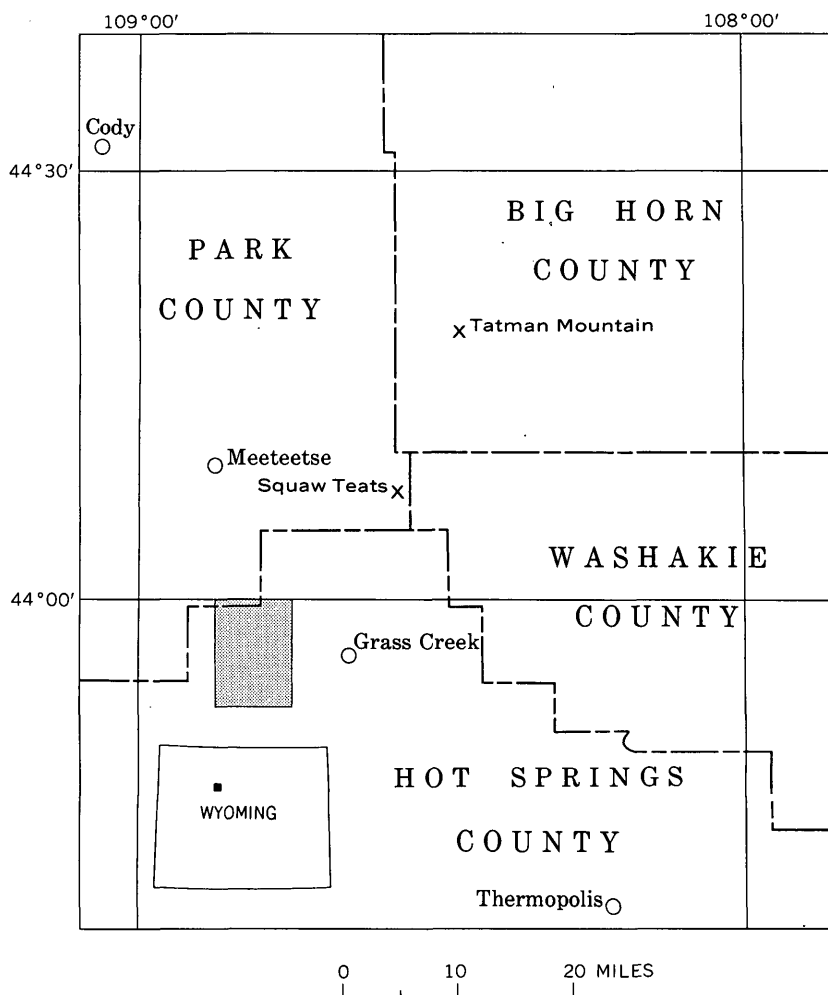 109°00' 108°00'
Cody
44°30'
BIG HORN
COUNTY
PARK
COUNTY
x Tatman Mountain
Meeteetse
Squaw Teats x
WASHAKIE
COUNTY
44°00'
Grass Creek
HOT SPRINGS
COUNTY
WYOMING
Thermopolis
0 10 20 MILES